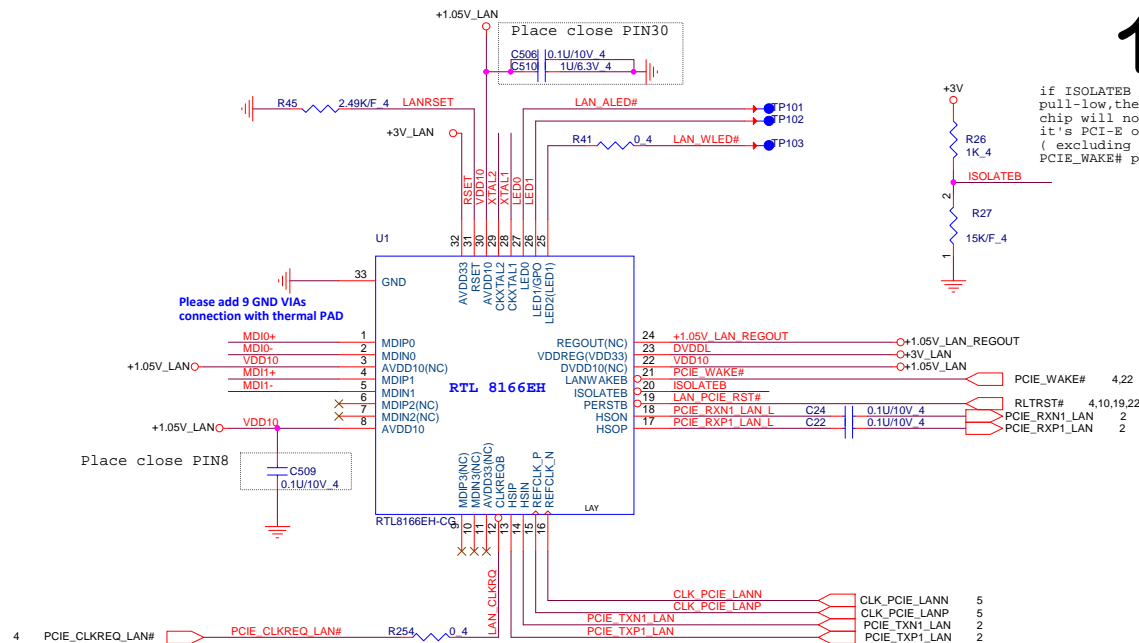 +1.05V_LAN
Place close PIN30
C506 0.1U/10V_4
C510 1U/6.3V_4
R45 2.49K/F_4 LANRSET
+3V_LAN
LAN_ALED#
TP101
TP102
R41 0_4 LAN_WLED#
TP103
+3V
R26
1K_4
ISOLATEB
2
R27
15K/F_4
1
if ISOLATEB
pull-low,the
chip will no
it's PCI-E o
( excluding
PCIE_WAKE# p
RSET
VDD10
XTAL2
XTAL1
LED0
LED1
U1
32 31 30 29 28 27 26 25
AVDD33
RSET
AVDD10
CKXTAL2
CKXTAL1
LED0
LED1/GPO
LED2(LED1)
33 GND
Please add 9 GND VIAs
connection with thermal PAD
MDI0+ 1 MDIP0
MDI0- 2 MDIN0
+1.05V_LAN VDD10 3 AVDD10(NC)
MDI1+ 4 MDIP1
MDI1- 5 MDIN1
6 MDIP2(NC)
7 MDIN2(NC)
+1.05V_LAN VDD10 8 AVDD10
RTL 8166EH
REGOUT(NC) 24 +1.05V_LAN_REGOUT +1.05V_LAN_REGOUT
VDDREG(VDD33) 23 DVDDL +3V_LAN
DVDD10(NC) 22 VDD10 +1.05V_LAN
LANWAKEB 21 PCIE_WAKE# PCIE_WAKE# 4,22
ISOLATEB 20 ISOLATEB
PERSTB 19 LAN_PCIE_RST# RLTRST# 4,10,19,22
HSON 18 PCIE_RXN1_LAN_L C24 0.1U/10V_4 PCIE_RXN1_LAN 2
HSOP 17 PCIE_RXP1_LAN_L C22 0.1U/10V_4 PCIE_RXP1_LAN 2
Place close PIN8
C509
0.1U/10V_4
MDIP3(NC)
MDIN3(NC)
AVDD33(NC)
CLKREQB
HSIP
HSIN
REFCLK_P
REFCLK_N
LAY
RTL8166EH-CG
9 10 11 12 13 14 15 16
LAN_CLKRQ
CLK_PCIE_LANN CLK_PCIE_LANN 5
CLK_PCIE_LANP CLK_PCIE_LANP 5
PCIE_TXN1_LAN PCIE_TXN1_LAN 2
PCIE_TXP1_LAN PCIE_TXP1_LAN 2
4 PCIE_CLKREQ_LAN# PCIE_CLKREQ_LAN# R254 0_4